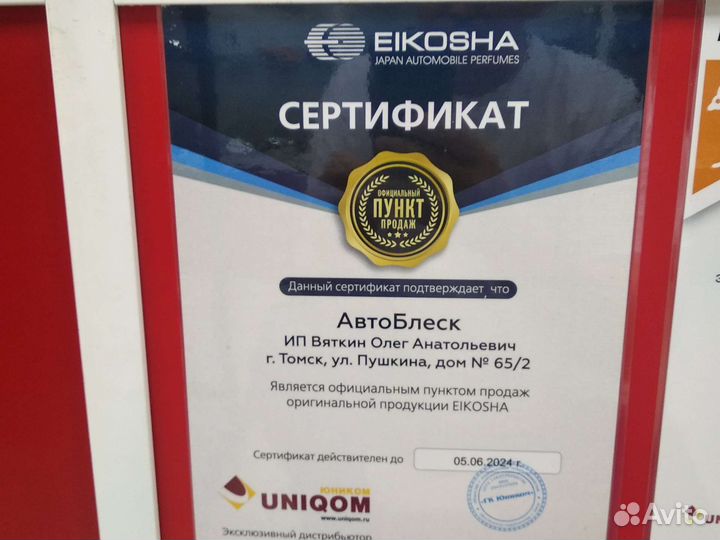 EIKOSHA
JAPAN AUTOMOBILE PERFUMES
СЕРТИФИКАТ
ОФИЦИАЛЬНЫЙ
ПУНКТ
ПРОДАЖ
Данный сертификат подтверждает, что
АвтоБлеск
ИП Вяткин Олег Анатольевич
г. Томск, ул. Пушкина, дом № 65/2
Является официальным пунктом продаж
оригинальной продукции EIKOSHA
Сертификат действителен до 05.06.2024 г.
«ГК Юником»
ЮНИКОМ
UNIQOM
www.uniqom.ru
Эксклюзивный дистрибьютор
Avito